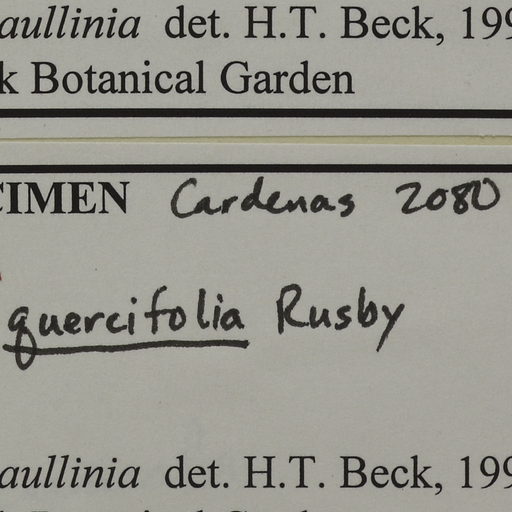 aullinia det. H.T. Beck, 199
k Botanical Garden
CIMEN Cardenas 2080
quercifolia Rusby
aullinia det. H.T. Beck, 199